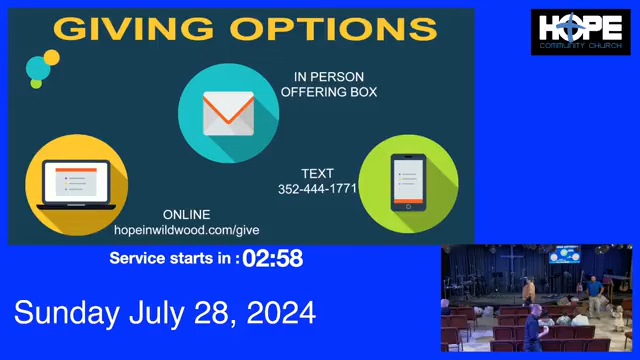 GIVING OPTIONS
HOPE
COMMUNITY CHURCH
IN PERSON
OFFERING BOX
TEXT
352-444-1771
ONLINE
hopeinwildwood.com/give
Service starts in : 02:58
Sunday July 28, 2024